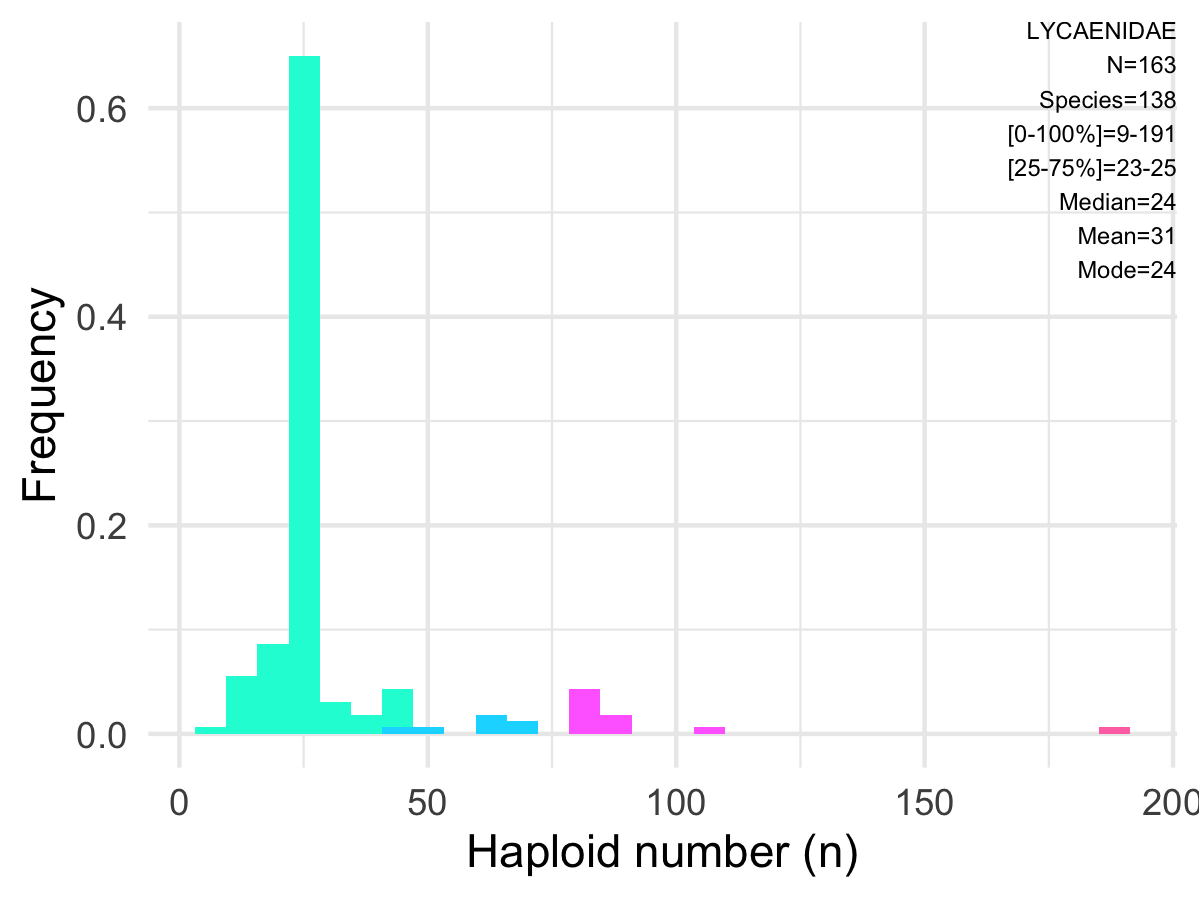 LYCAENIDAE
N=163
Species=138
[0-100%]=9-191
[25-75%]=23-25
Median=24
Mean=31
Mode=24
Frequency
0.6
0.4
0.2
0.0
0 50 100 150 200
Haploid number (n)